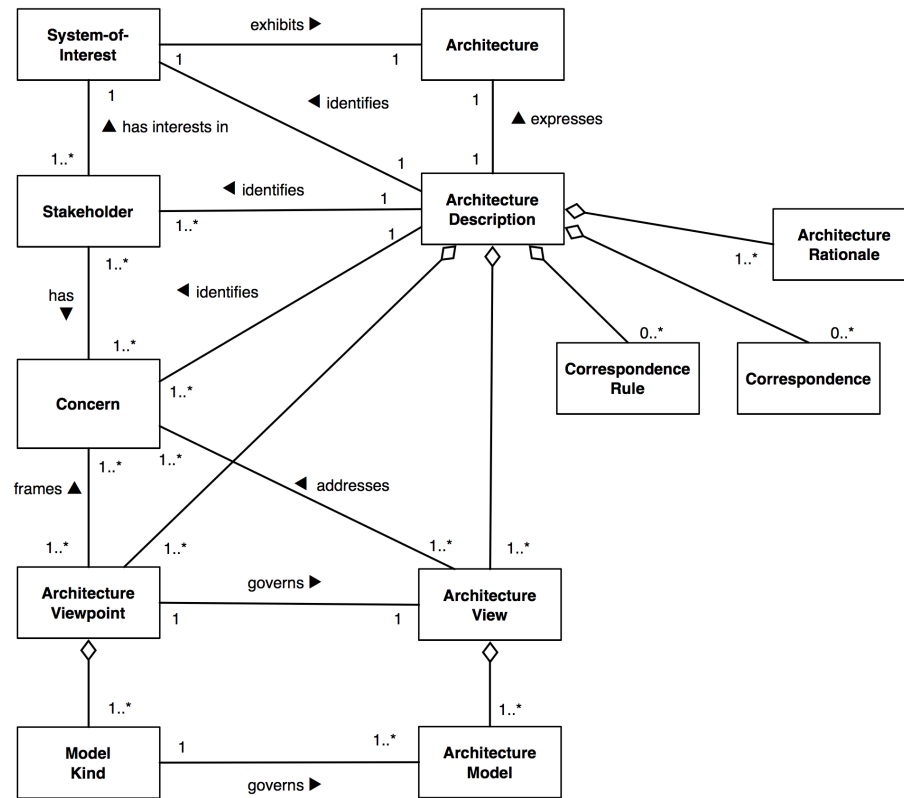 exhibits ▶
System-of-
Interest
Architecture
1
1
1
1
◀ identifies
▲ has interests in
▲ expresses
1..*
1
1
Stakeholder
◀ identifies
1
Architecture
Description
1..*
1
Architecture
Rationale
1..*
1..*
has
▼
◀ identifies
1..*
0..*
0..*
Correspondence
Rule
Correspondence
1..*
Concern
1..*
1..*
frames ▲
◀ addresses
1..*
1..*
1..*
1..*
Architecture
Viewpoint
governs ▶
Architecture
View
1
1
1..*
1..*
Model
Kind
1
1..*
Architecture
Model
governs ▶